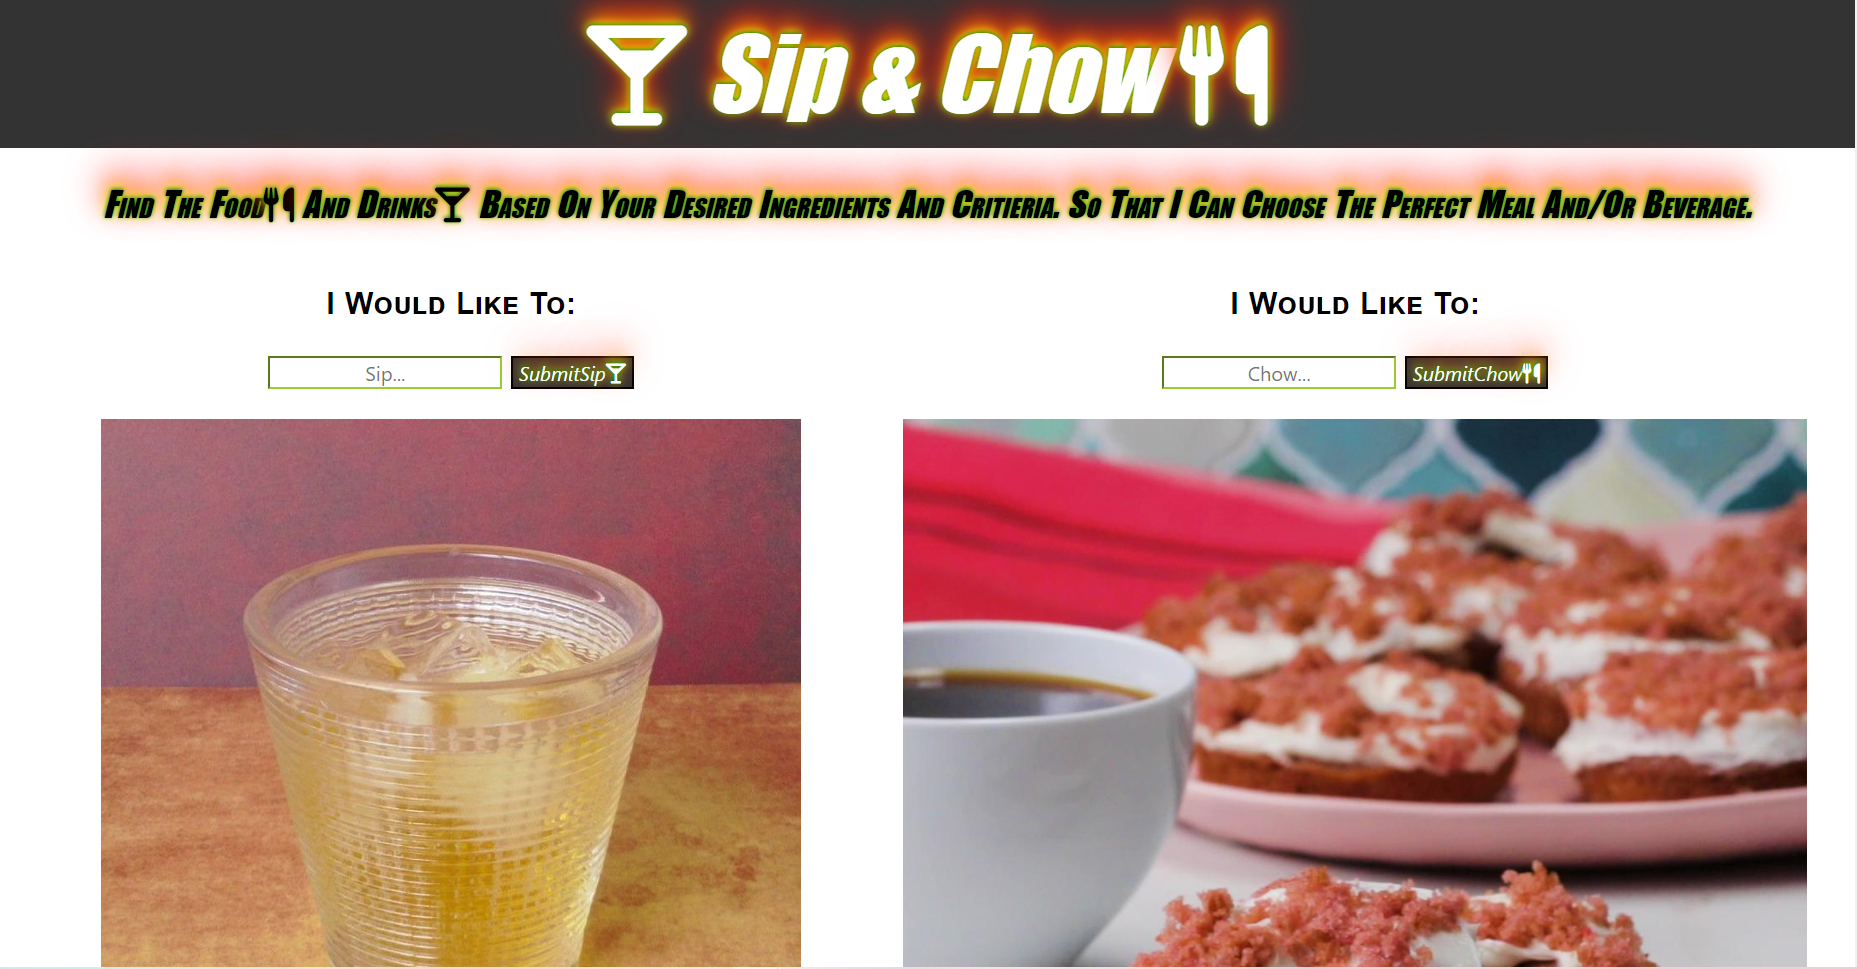 Sip & Chow
Find The Food And Drinks Based On Your Desired Ingredients And Critieria. So That I Can Choose The Perfect Meal And/Or Beverage.
I Would Like To:
Sip...
SubmitSip
I Would Like To:
Chow...
SubmitChow